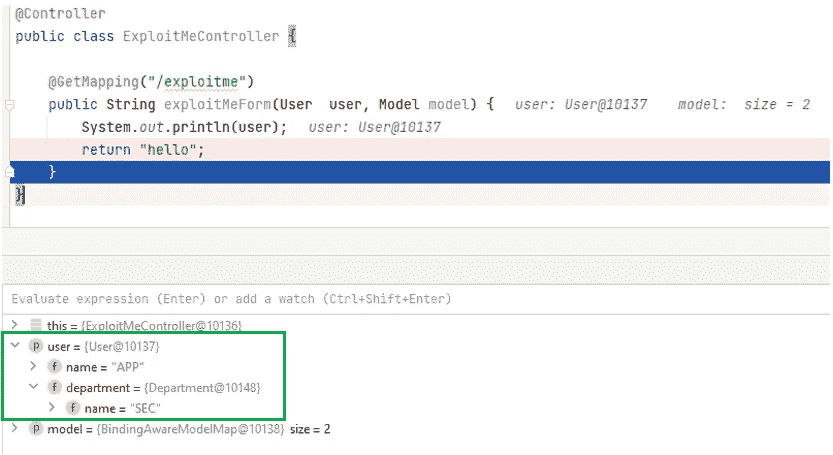 @Controller
public class ExploitMeController {
@GetMapping("/exploitme")
public String exploitMeForm(User user, Model model) { user: User@10137 model: size = 2
System.out.println(user); user: User@10137
return "hello";
}
}
Evaluate expression (Enter) or add a watch (Ctrl+Shift+Enter)
this = {ExploitMeController@10136}
p user = {User@10137}
f name = "APP"
f department = {Department@10148}
f name = "SEC"
p model = {BindingAwareModelMap@10138} size = 2